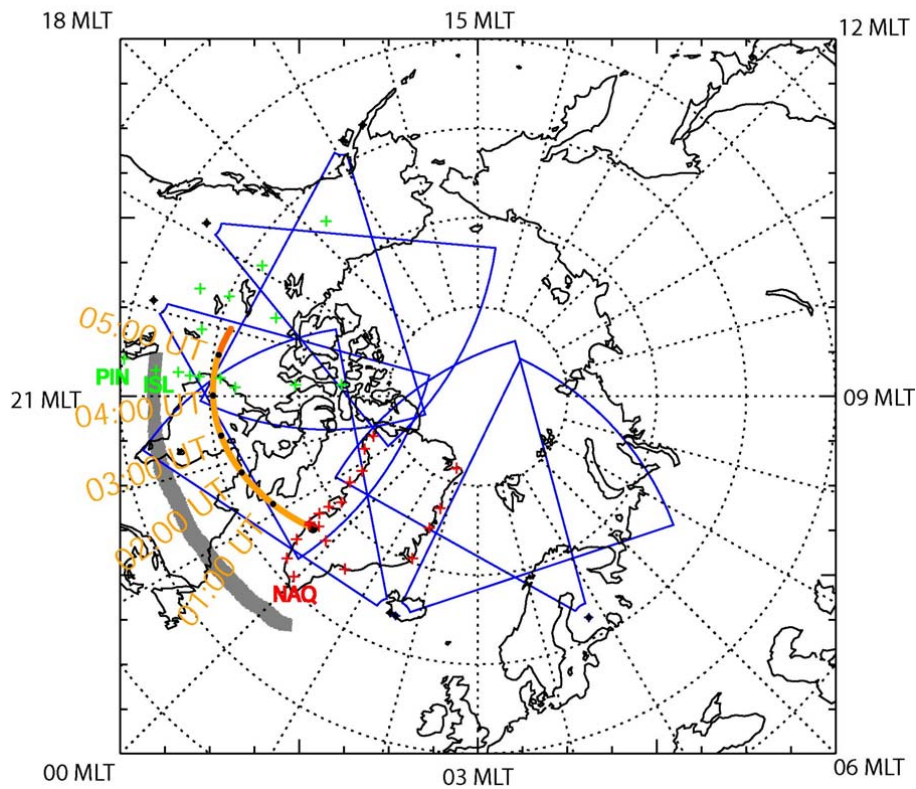 18 MLT
15 MLT
12 MLT
05:00 UT
PIN
ISL
21 MLT
04:00 UT
09 MLT
03:00 UT
02:00 UT
01:00 UT
NAQ
00 MLT
03 MLT
06 MLT